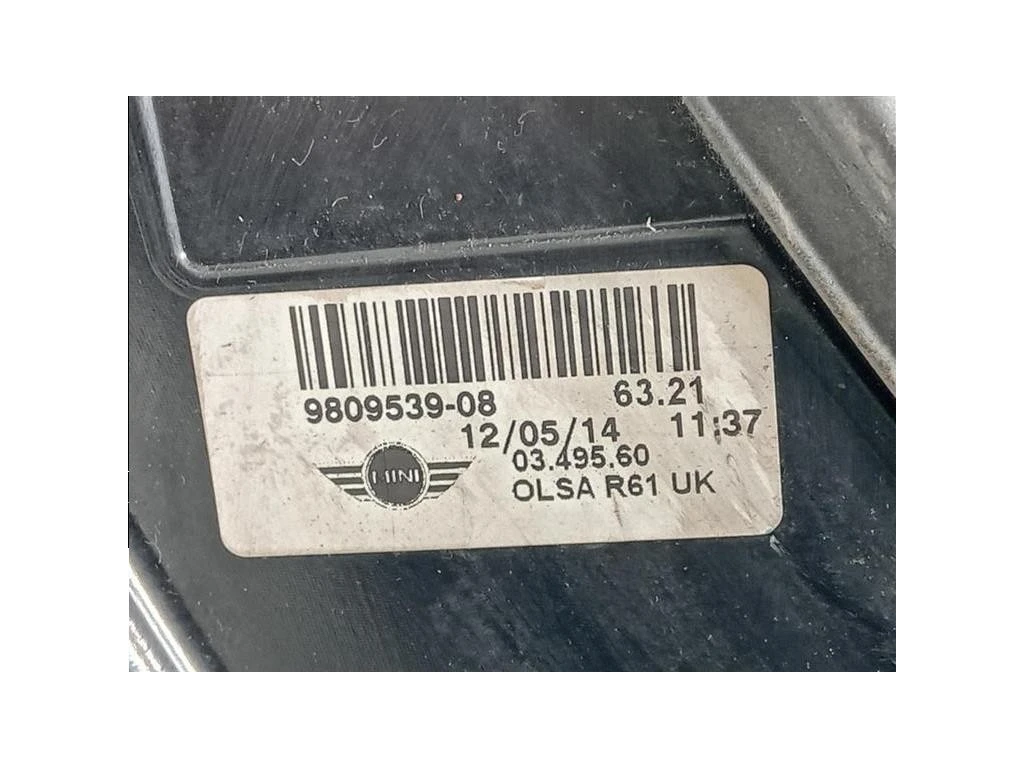 9809539-08 63.21
12/05/14 11:37
03.495.60
MINI
OLSA R61 UK